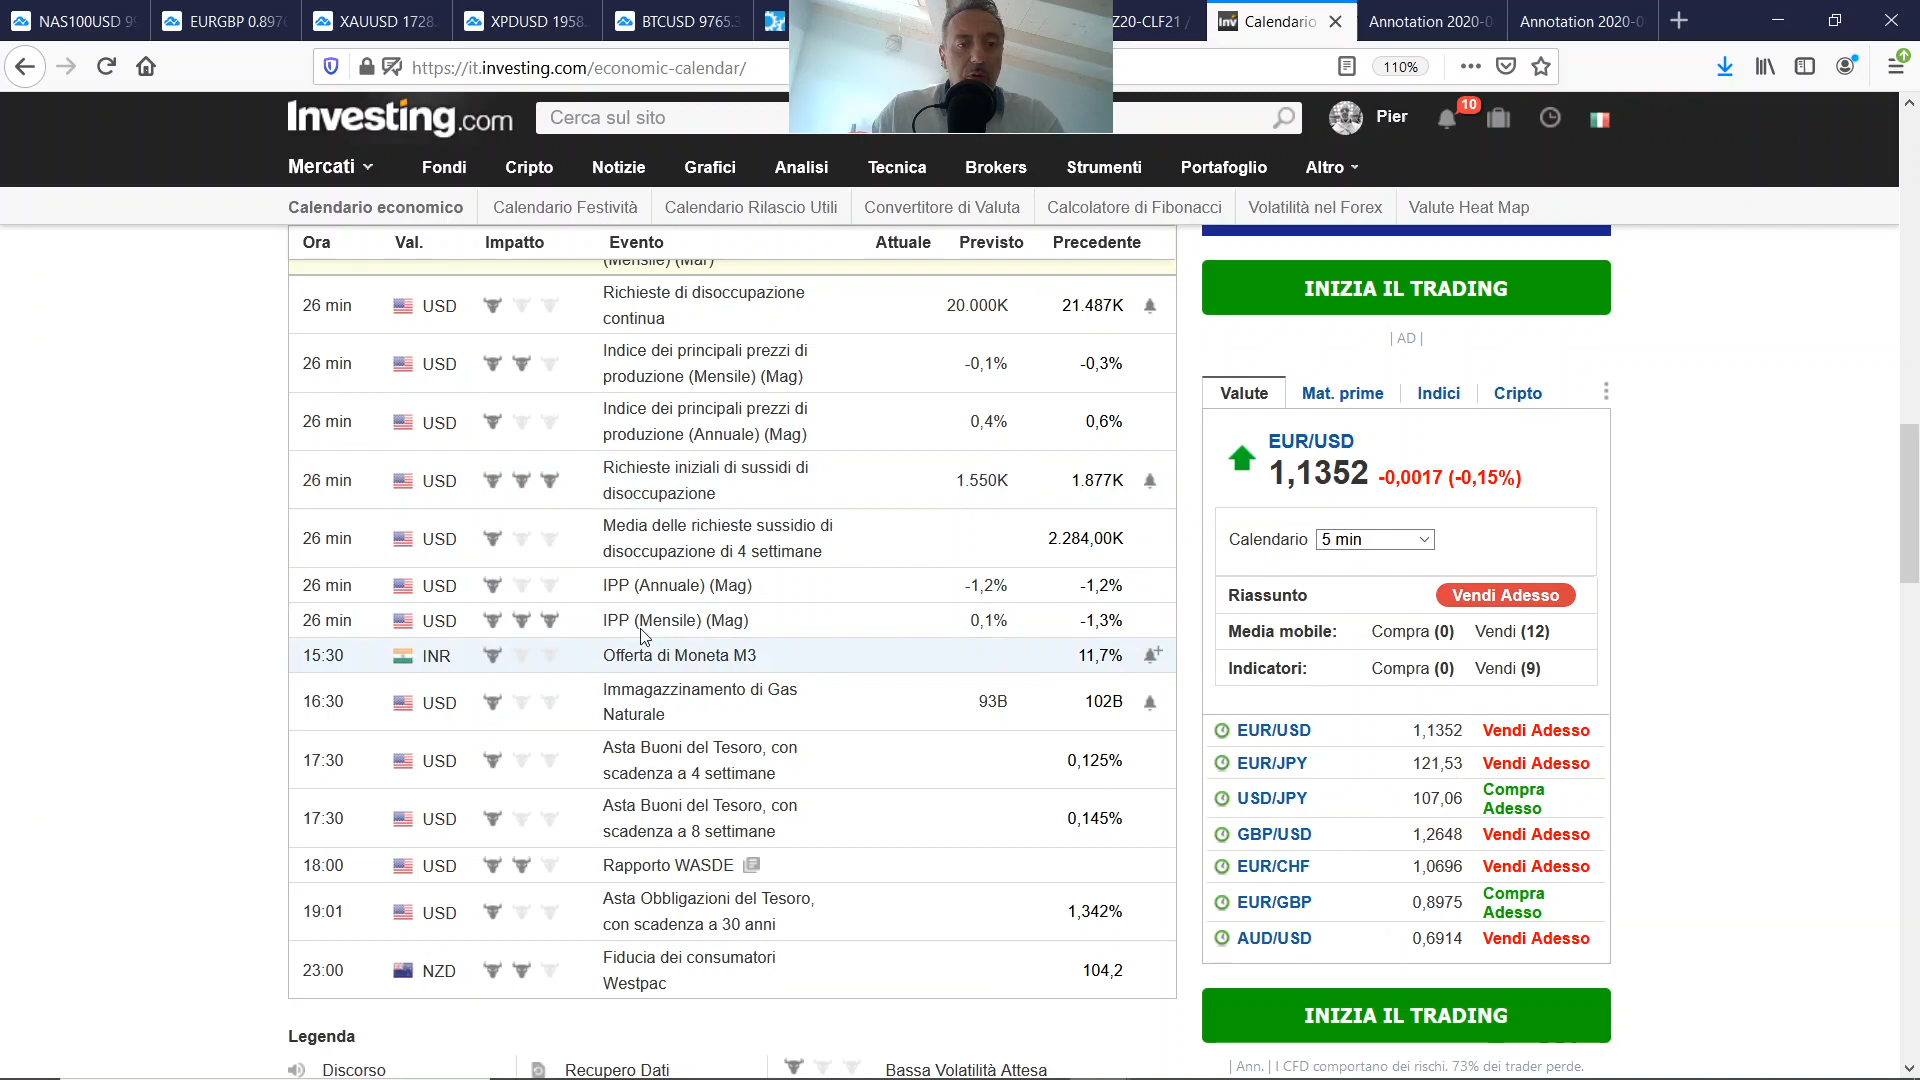 NAS100USD 99
EURGBP 0.8976
XAUUSD 1728.
XPDUSD 1958.
BTCUSD 9765.3
Z20-CLF21 /
Calendario
Annotation 2020-0
Annotation 2020-0
https://it.investing.com/economic-calendar/
110%
Investing.com
Cerca sul sito
Pier
10
Mercati
Fondi
Cripto
Notizie
Grafici
Analisi
Tecnica
Brokers
Strumenti
Portafoglio
Altro
Calendario economico
Calendario Festività
Calendario Rilascio Utili
Convertitore di Valuta
Calcolatore di Fibonacci
Volatilità nel Forex
Valute Heat Map
Ora Val. Impatto Evento Attuale Previsto Precedente
(Mensile) (Mar)
26 min USD Richieste di disoccupazione continua 20.000K 21.487K
26 min USD Indice dei principali prezzi di produzione (Mensile) (Mag) -0,1% -0,3%
26 min USD Indice dei principali prezzi di produzione (Annuale) (Mag) 0,4% 0,6%
26 min USD Richieste iniziali di sussidi di disoccupazione 1.550K 1.877K
26 min USD Media delle richieste sussidio di disoccupazione di 4 settimane 2.284,00K
26 min USD IPP (Annuale) (Mag) -1,2% -1,2%
26 min USD IPP (Mensile) (Mag) 0,1% -1,3%
15:30 INR Offerta di Moneta M3 11,7%
16:30 USD Immagazzinamento di Gas Naturale 93B 102B
17:30 USD Asta Buoni del Tesoro, con scadenza a 4 settimane 0,125%
17:30 USD Asta Buoni del Tesoro, con scadenza a 8 settimane 0,145%
18:00 USD Rapporto WASDE
19:01 USD Asta Obbligazioni del Tesoro, con scadenza a 30 anni 1,342%
23:00 NZD Fiducia dei consumatori Westpac 104,2
Legenda
Discorso
Recupero Dati
Bassa Volatilità Attesa
INIZIA IL TRADING
| AD |
Valute
Mat. prime
Indici
Cripto
EUR/USD
1,1352 -0,0017 (-0,15%)
Calendario 5 min
Riassunto Vendi Adesso
Media mobile: Compra (0) Vendi (12)
Indicatori: Compra (0) Vendi (9)
EUR/USD 1,1352 Vendi Adesso
EUR/JPY 121,53 Vendi Adesso
USD/JPY 107,06 Compra Adesso
GBP/USD 1,2648 Vendi Adesso
EUR/CHF 1,0696 Vendi Adesso
EUR/GBP 0,8975 Compra Adesso
AUD/USD 0,6914 Vendi Adesso
INIZIA IL TRADING
| Ann. | I CFD comportano dei rischi. 73% dei trader perde.